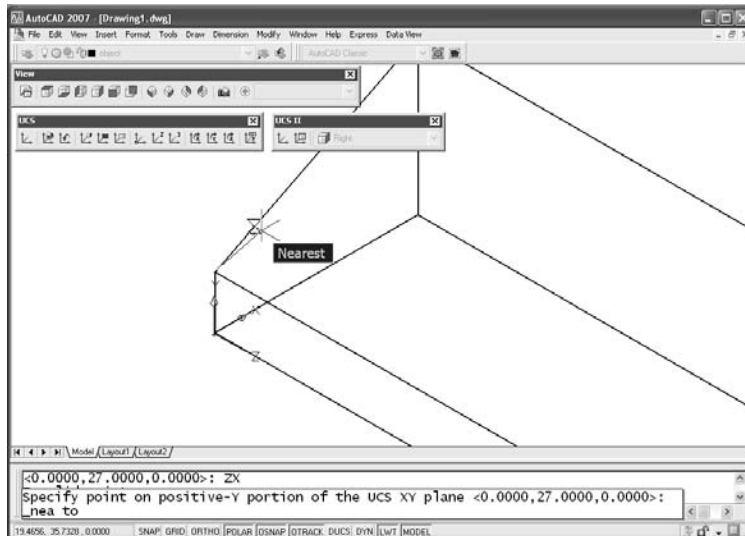 AutoCAD 2007 - [Drawing1.dwg]
File Edit View Insert Format Tools Draw Dimension Modify Window Help Express Data View
object AutoCAD Classic
View
UCS UCS II
Right
Nearest
X
Z
Model Layout1 Layout2
<0.0000,27.0000,0.0000>: ZX
Specify point on positive-Y portion of the UCS XY plane <0.0000,27.0000,0.0000>:
_nea to
19.4656, 35.7328, 0.0000 SNAP GRID ORTHO POLAR OSNAP OTRACK DUCS DYN LWT MODEL